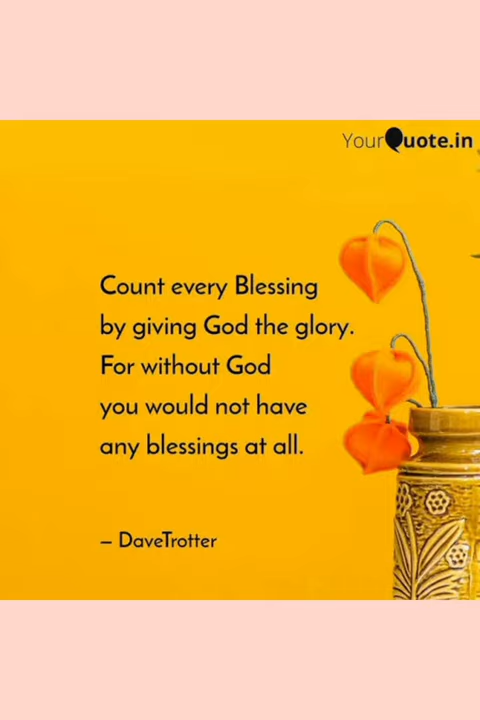 YourQuote.in
Count every Blessing
by giving God the glory.
For without God
you would not have
any blessings at all.
– DaveTrotter